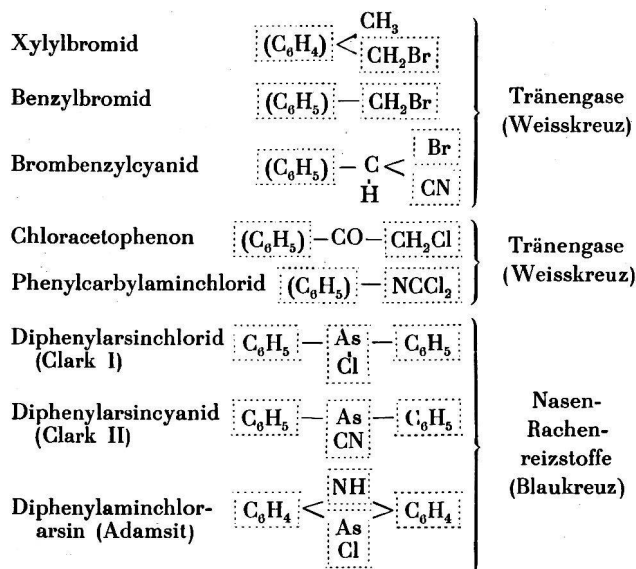 Xylylbromid (C₆H₄) < CH₃ CH₂Br
Benzylbromid (C₆H₅) — CH₂Br
Brombenzylcyanid (C₆H₅) — C H < Br CN
Tränengase
(Weisskreuz)
Chloracetophenon (C₆H₅) — CO — CH₂Cl
Phenylcarbylaminchlorid (C₆H₅) — NCCl₂
Tränengase
(Weisskreuz)
Diphenylarsinchlorid C₆H₅ — As — C₆H₅
(Clark I) Cl
Diphenylarsincyanid C₆H₅ — As — C₆H₅
(Clark II) CN
NH
Diphenylaminchlor- C₆H₄ < > C₆H₄
arsin (Adamsit) As
Cl
Nasen-
Rachen-
reizstoffe
(Blaukreuz)